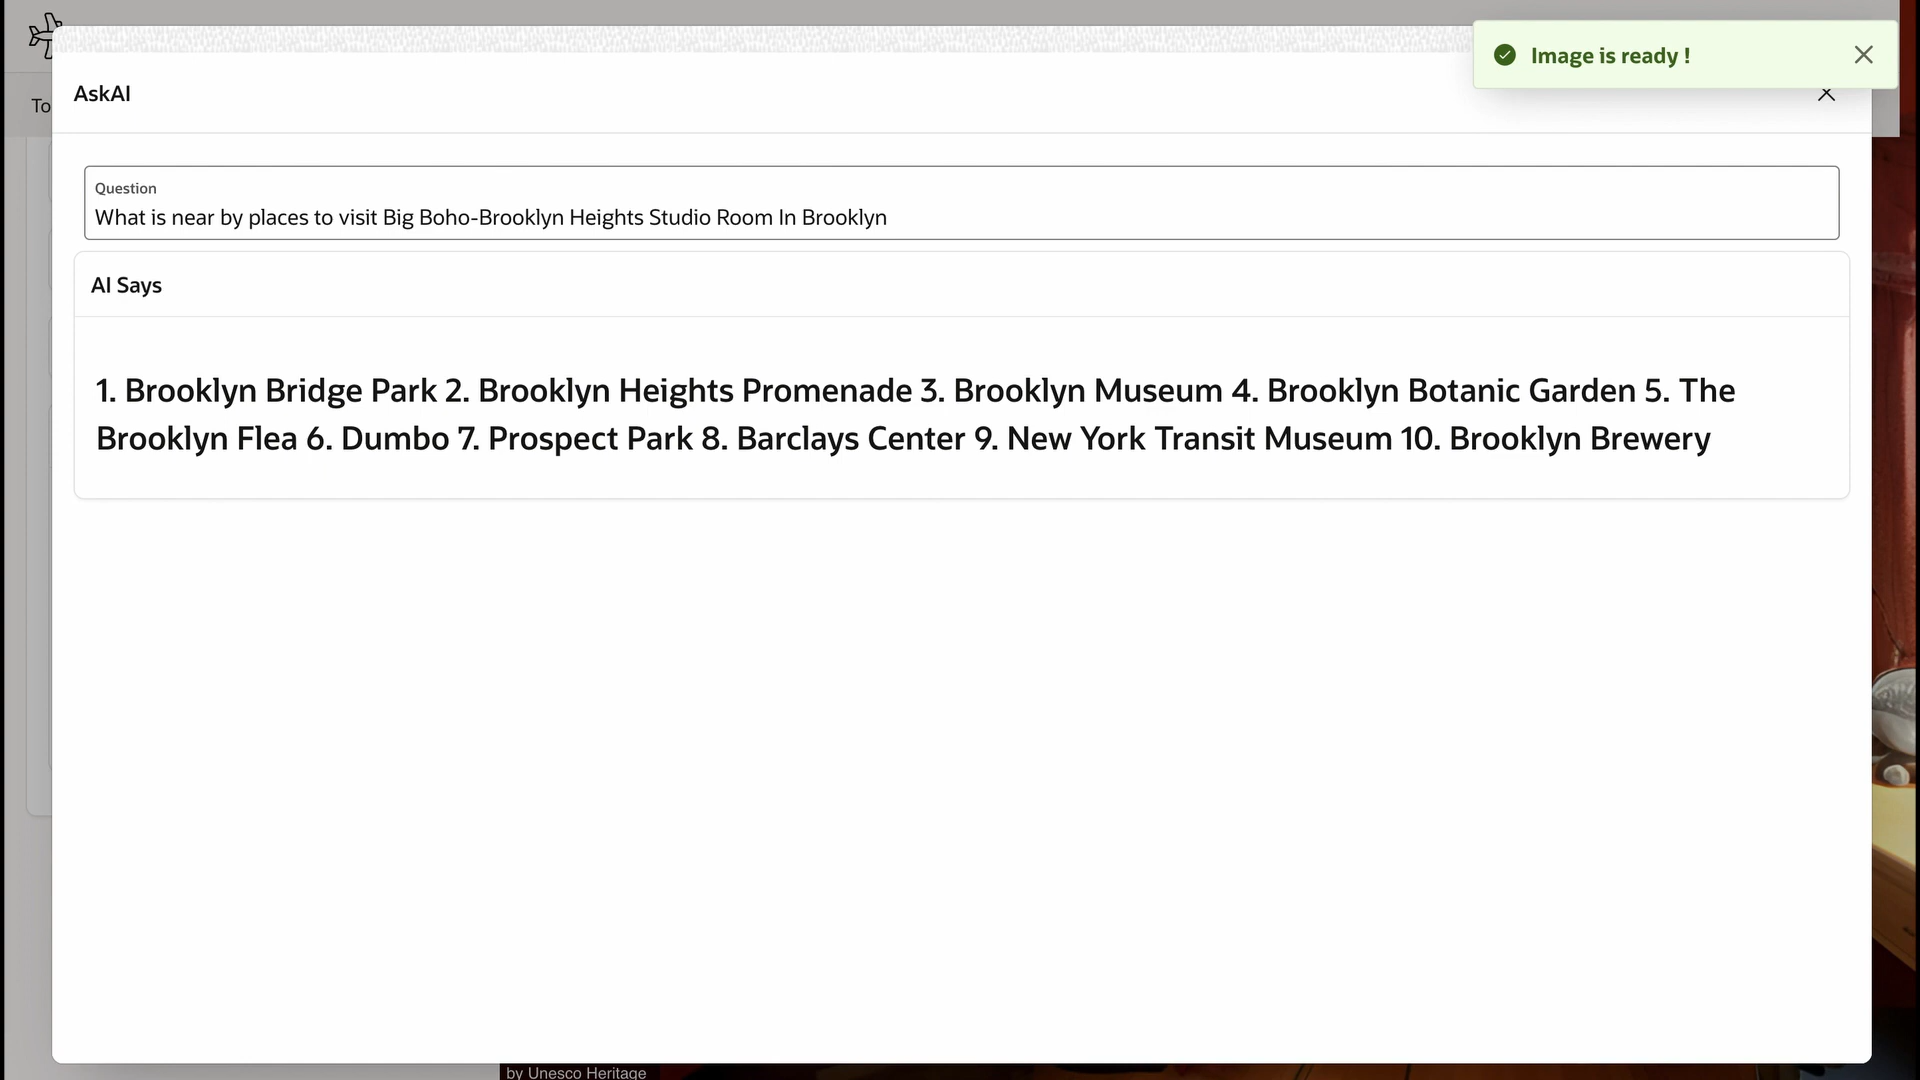 Image is ready !
AskAI
To
Question
What is near by places to visit Big Boho-Brooklyn Heights Studio Room In Brooklyn
AI Says
1. Brooklyn Bridge Park 2. Brooklyn Heights Promenade 3. Brooklyn Museum 4. Brooklyn Botanic Garden 5. The
Brooklyn Flea 6. Dumbo 7. Prospect Park 8. Barclays Center 9. New York Transit Museum 10. Brooklyn Brewery
by Unesco Heritage